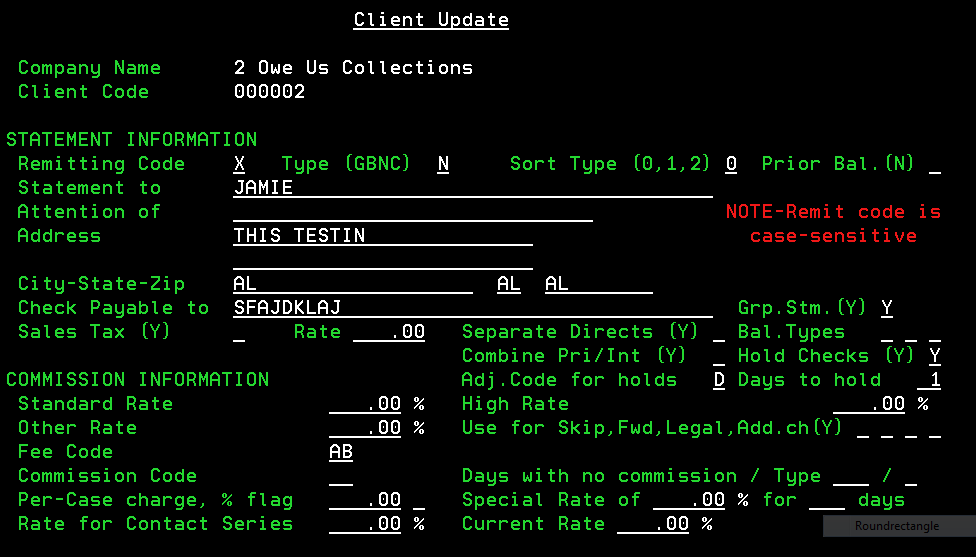 Client Update
Company Name 2 Owe Us Collections
Client Code 000002
STATEMENT INFORMATION
Remitting Code X Type (GBNC) N Sort Type (0,1,2) 0 Prior Bal.(N) _
Statement to JAMIE
Attention of NOTE-Remit code is
Address THIS TESTIN case-sensitive
City-State-Zip AL AL AL
Check Payable to SFAJDKLAJ Grp.Stm.(Y) Y
Sales Tax (Y) _ Rate .00 Separate Directs (Y) _ Bal.Types _ _ _
Combine Pri/Int (Y) _ Hold Checks (Y) Y
COMMISSION INFORMATION Adj.Code for holds D Days to hold 1
Standard Rate .00 % High Rate .00 %
Other Rate .00 % Use for Skip,Fwd,Legal,Add.ch(Y) _ _ _ _
Fee Code AB
Commission Code __ Days with no commission / Type ___ / _
Per-Case charge, % flag .00 _ Special Rate of .00 % for ___ days
Rate for Contact Series .00 % Current Rate .00 %
Roundrectangle